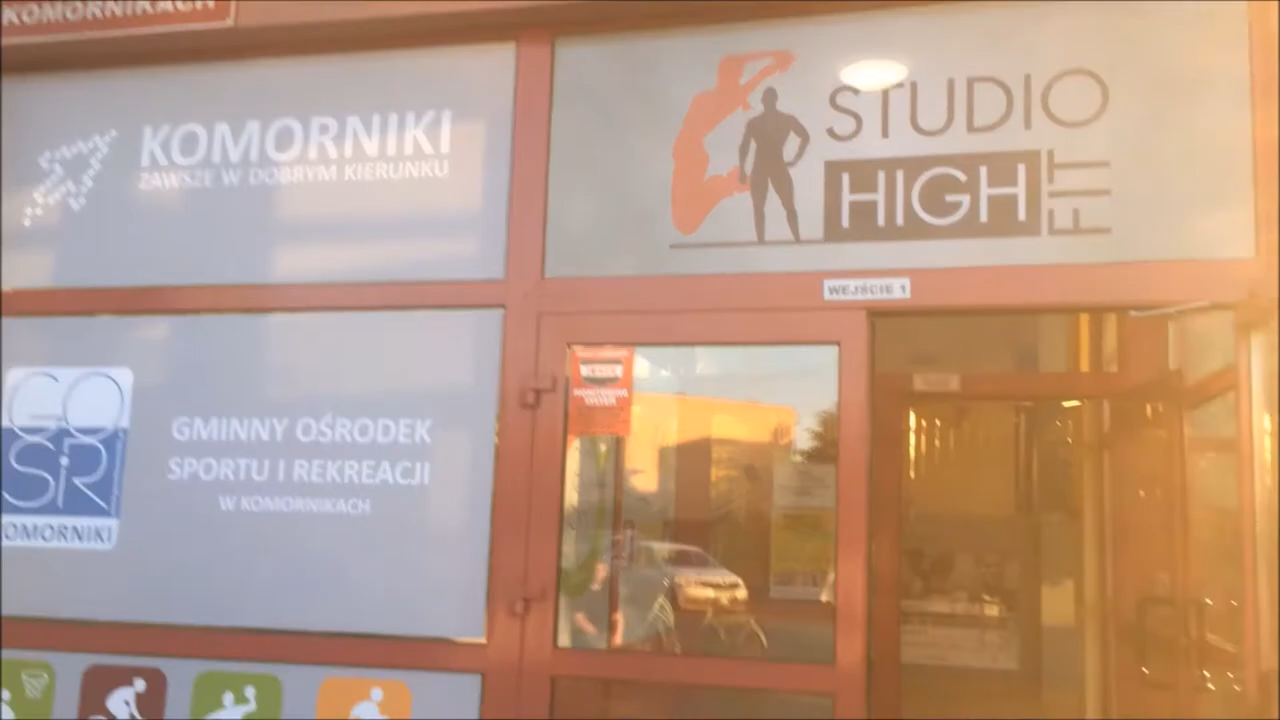 KOMORNIKACH
KOMORNIKI
ZAWSZE W DOBRYM KIERUNKU
STUDIO
HIGH
FIT
WEJŚCIE 1
GO
SiR
KOMORNIKI
GMINNY OŚRODEK
SPORTU I REKREACJI
W KOMORNIKACH